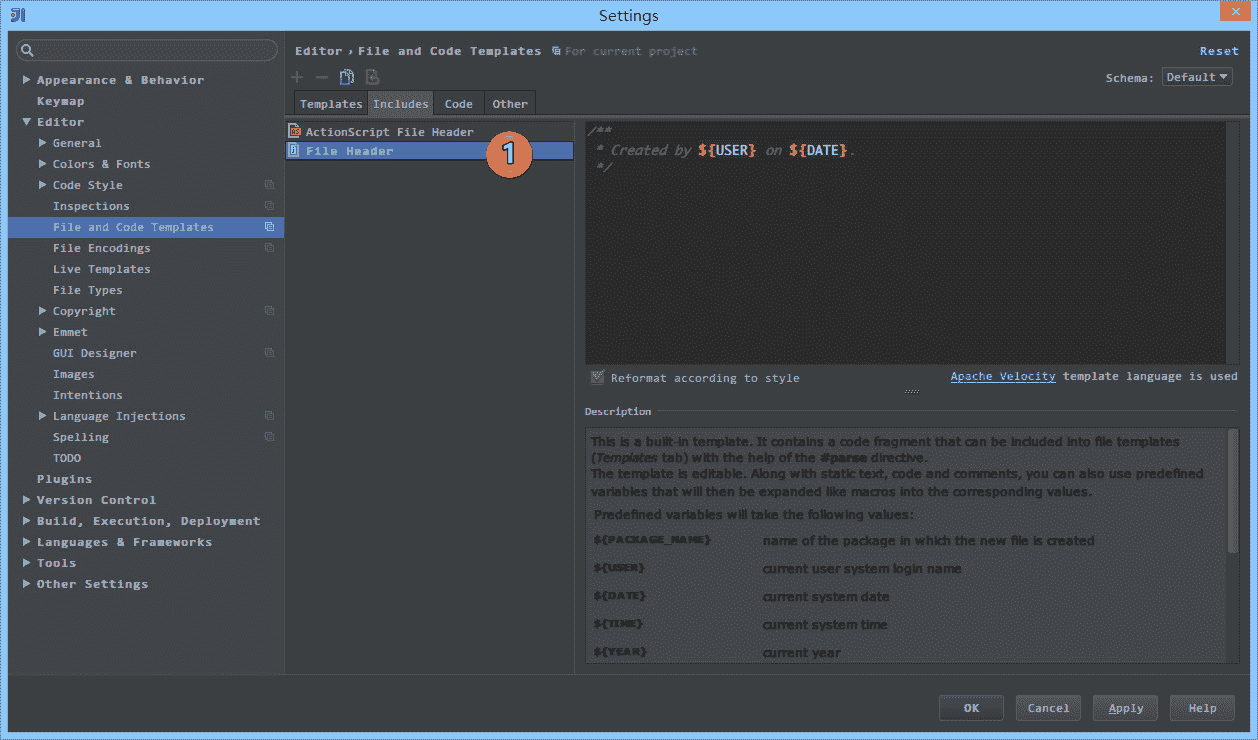 Settings
Editor › File and Code Templates For current project Reset
Schema: Default
Appearance & Behavior
Keymap
Editor
General
Colors & Fonts
Code Style
Inspections
File and Code Templates
File Encodings
Live Templates
File Types
Copyright
Emmet
GUI Designer
Images
Intentions
Language Injections
Spelling
TODO
Plugins
Version Control
Build, Execution, Deployment
Languages & Frameworks
Tools
Other Settings
Templates Includes Code Other
ActionScript File Header
File Header
1
/**
* Created by ${USER} on ${DATE}.
*/
Reformat according to style
Apache Velocity template language is used
Description
This is a built-in template. It contains a code fragment that can be included into file templates
(Templates tab) with the help of the #parse directive.
The template is editable. Along with static text, code and comments, you can also use predefined
variables that will then be expanded like macros into the corresponding values.
Predefined variables will take the following values:
${PACKAGE_NAME} name of the package in which the new file is created
${USER} current user system login name
${DATE} current system date
${TIME} current system time
${YEAR} current year
OK Cancel Apply Help